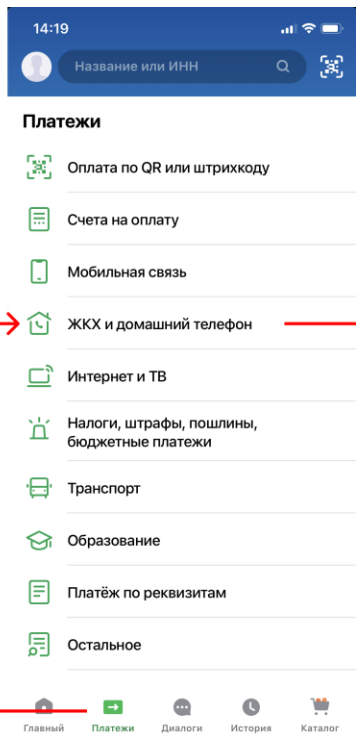 14:19
Название или ИНН
Платежи
Оплата по QR или штрихкоду
Счета на оплату
Мобильная связь
ЖКХ и домашний телефон
Интернет и ТВ
Налоги, штрафы, пошлины,
бюджетные платежи
Транспорт
Образование
Платёж по реквизитам
Остальное
Главный Платежи Диалоги История Каталог